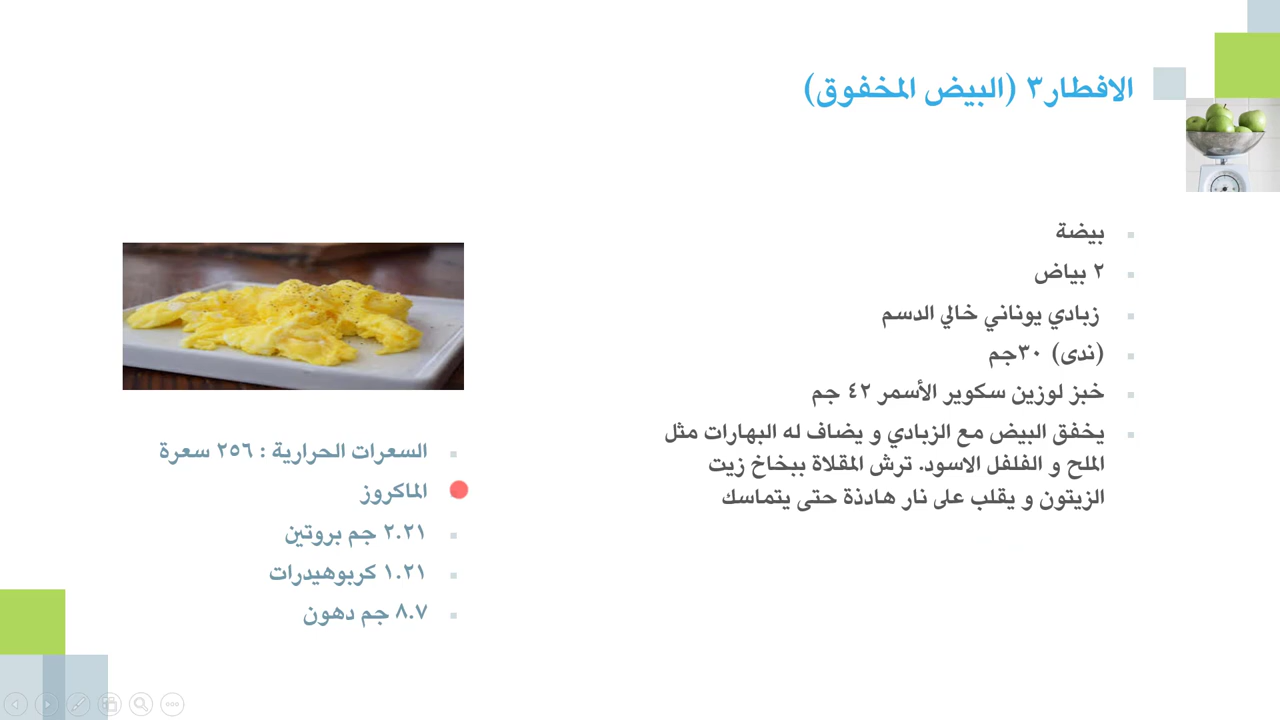 الافطار٣ (البيض المخفوق)
بيضة
٢ بياض
زبادي يوناني خالي الدسم
(ندى) ٣٠جم
خبز لوزين سكوير الأسمر ٤٢ جم
يخفق البيض مع الزبادي و يضاف له البهارات مثل
الملح و الفلفل الاسود. ترش المقلاة ببخاخ زيت
الزيتون و يقلب على نار هادذة حتى يتماسك
السعرات الحرارية : ٢٥٦ سعرة
الماكروز
٢.٢١ جم بروتين
١.٢١ كربوهيدرات
٨.٧ جم دهون